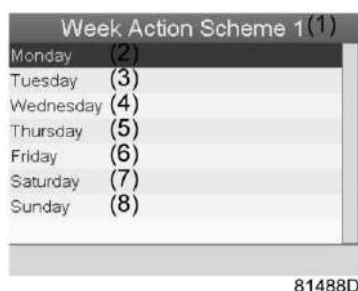 Week Action Scheme 1 (1)
Monday (2)
Tuesday (3)
Wednesday (4)
Thursday (5)
Friday (6)
Saturday (7)
Sunday (8)
81488D